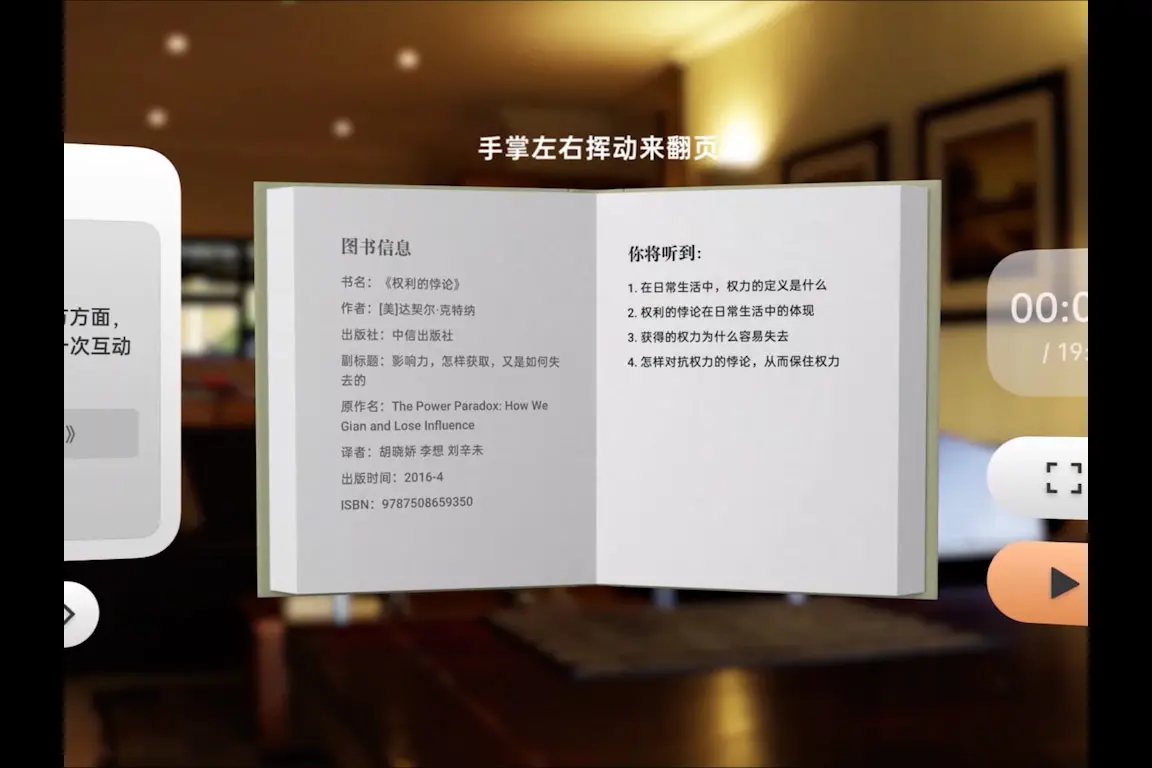 手掌左右挥动来翻页
方面，
一次互动
》
图书信息
书名：《权利的悖论》
作者：[美]达契尔·克特纳
出版社：中信出版社
副标题：影响力，怎样获取，又是如何失
去的
原作名：The Power Paradox: How We
Gian and Lose Influence
译者：胡晓娇 李想 刘辛未
出版时间：2016-4
ISBN：9787508659350
你将听到：
1. 在日常生活中，权力的定义是什么
2. 权利的悖论在日常生活中的体现
3. 获得的权力为什么容易失去
4. 怎样对抗权力的悖论，从而保住权力
00:0
/ 19: